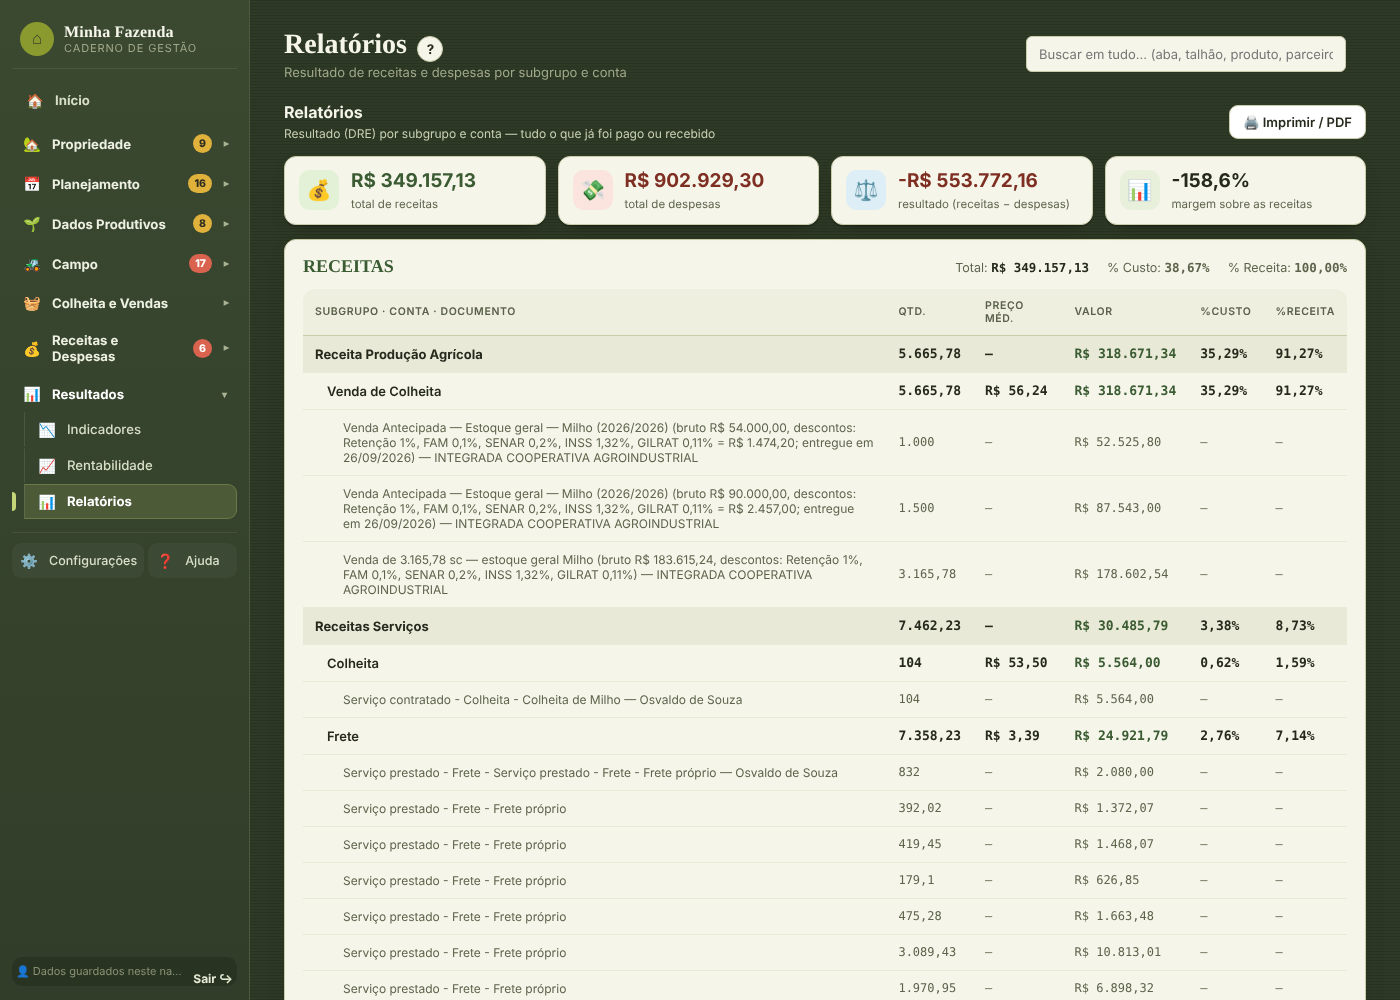 Minha Fazenda
CADERNO DE GESTÃO
Início
Propriedade 9
Planejamento 16
Dados Produtivos 8
Campo 17
Colheita e Vendas
Receitas e
Despesas 6
Resultados
Indicadores
Rentabilidade
Relatórios
Configurações
Ajuda
Dados guardados neste na...
Sair
Relatórios ?
Resultado de receitas e despesas por subgrupo e conta
Buscar em tudo... (aba, talhão, produto, parceiro
Relatórios
Resultado (DRE) por subgrupo e conta — tudo o que já foi pago ou recebido
Imprimir / PDF
R$ 349.157,13
total de receitas
R$ 902.929,30
total de despesas
-R$ 553.772,16
resultado (receitas − despesas)
-158,6%
margem sobre as receitas
RECEITAS
Total: R$ 349.157,13 % Custo: 38,67% % Receita: 100,00%
SUBGRUPO · CONTA · DOCUMENTO QTD. PREÇO MÉD. VALOR %CUSTO %RECEITA
Receita Produção Agrícola 5.665,78 — R$ 318.671,34 35,29% 91,27%
Venda de Colheita 5.665,78 R$ 56,24 R$ 318.671,34 35,29% 91,27%
Venda Antecipada — Estoque geral — Milho (2026/2026) (bruto R$ 54.000,00, descontos:
Retenção 1%, FAM 0,1%, SENAR 0,2%, INSS 1,32%, GILRAT 0,11% = R$ 1.474,20; entregue em
26/09/2026) — INTEGRADA COOPERATIVA AGROINDUSTRIAL
1.000 — R$ 52.525,80 — —
Venda Antecipada — Estoque geral — Milho (2026/2026) (bruto R$ 90.000,00, descontos:
Retenção 1%, FAM 0,1%, SENAR 0,2%, INSS 1,32%, GILRAT 0,11% = R$ 2.457,00; entregue
em 26/09/2026) — INTEGRADA COOPERATIVA AGROINDUSTRIAL
1.500 — R$ 87.543,00 — —
Venda de 3.165,78 sc — estoque geral Milho (bruto R$ 183.615,24, descontos: Retenção 1%,
FAM 0,1%, SENAR 0,2%, INSS 1,32%, GILRAT 0,11%) — INTEGRADA COOPERATIVA
AGROINDUSTRIAL
3.165,78 — R$ 178.602,54 — —
Receitas Serviços 7.462,23 — R$ 30.485,79 3,38% 8,73%
Colheita 104 R$ 53,50 R$ 5.564,00 0,62% 1,59%
Serviço contratado - Colheita - Colheita de Milho — Osvaldo de Souza 104 — R$ 5.564,00 — —
Frete 7.358,23 R$ 3,39 R$ 24.921,79 2,76% 7,14%
Serviço prestado - Frete - Serviço prestado - Frete - Frete próprio — Osvaldo de Souza 832 — R$ 2.080,00 — —
Serviço prestado - Frete - Frete próprio 392,02 — R$ 1.372,07 — —
Serviço prestado - Frete - Frete próprio 419,45 — R$ 1.468,07 — —
Serviço prestado - Frete - Frete próprio 179,1 — R$ 626,85 — —
Serviço prestado - Frete - Frete próprio 475,28 — R$ 1.663,48 — —
Serviço prestado - Frete - Frete próprio 3.089,43 — R$ 10.813,01 — —
Serviço prestado - Frete - Frete próprio 1.970,95 — R$ 6.898,32 — —